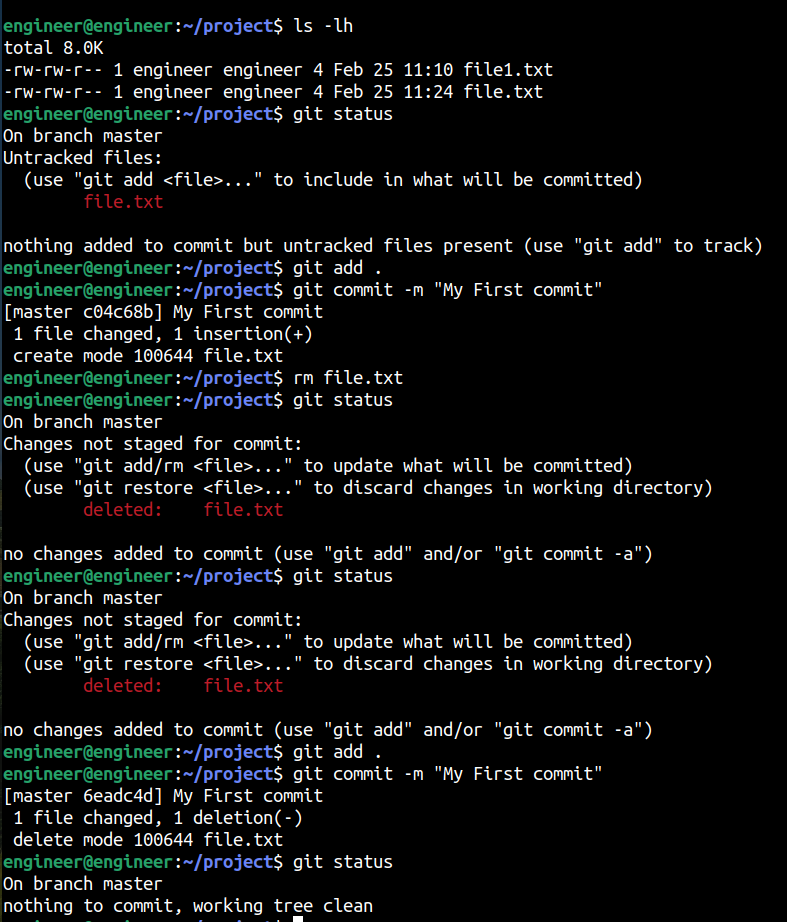 engineer@engineer:~/project$ ls -lh
total 8.0K
-rw-rw-r-- 1 engineer engineer 4 Feb 25 11:10 file1.txt
-rw-rw-r-- 1 engineer engineer 4 Feb 25 11:24 file.txt
engineer@engineer:~/project$ git status
On branch master
Untracked files:
  (use "git add <file>..." to include in what will be committed)
        file.txt

nothing added to commit but untracked files present (use "git add" to track)
engineer@engineer:~/project$ git add .
engineer@engineer:~/project$ git commit -m "My First commit"
[master c04c68b] My First commit
 1 file changed, 1 insertion(+)
 create mode 100644 file.txt
engineer@engineer:~/project$ rm file.txt
engineer@engineer:~/project$ git status
On branch master
Changes not staged for commit:
  (use "git add/rm <file>..." to update what will be committed)
  (use "git restore <file>..." to discard changes in working directory)
        deleted:    file.txt

no changes added to commit (use "git add" and/or "git commit -a")
engineer@engineer:~/project$ git status
On branch master
Changes not staged for commit:
  (use "git add/rm <file>..." to update what will be committed)
  (use "git restore <file>..." to discard changes in working directory)
        deleted:    file.txt

no changes added to commit (use "git add" and/or "git commit -a")
engineer@engineer:~/project$ git add .
engineer@engineer:~/project$ git commit -m "My First commit"
[master 6eadc4d] My First commit
 1 file changed, 1 deletion(-)
 delete mode 100644 file.txt
engineer@engineer:~/project$ git status
On branch master
nothing to commit, working tree clean